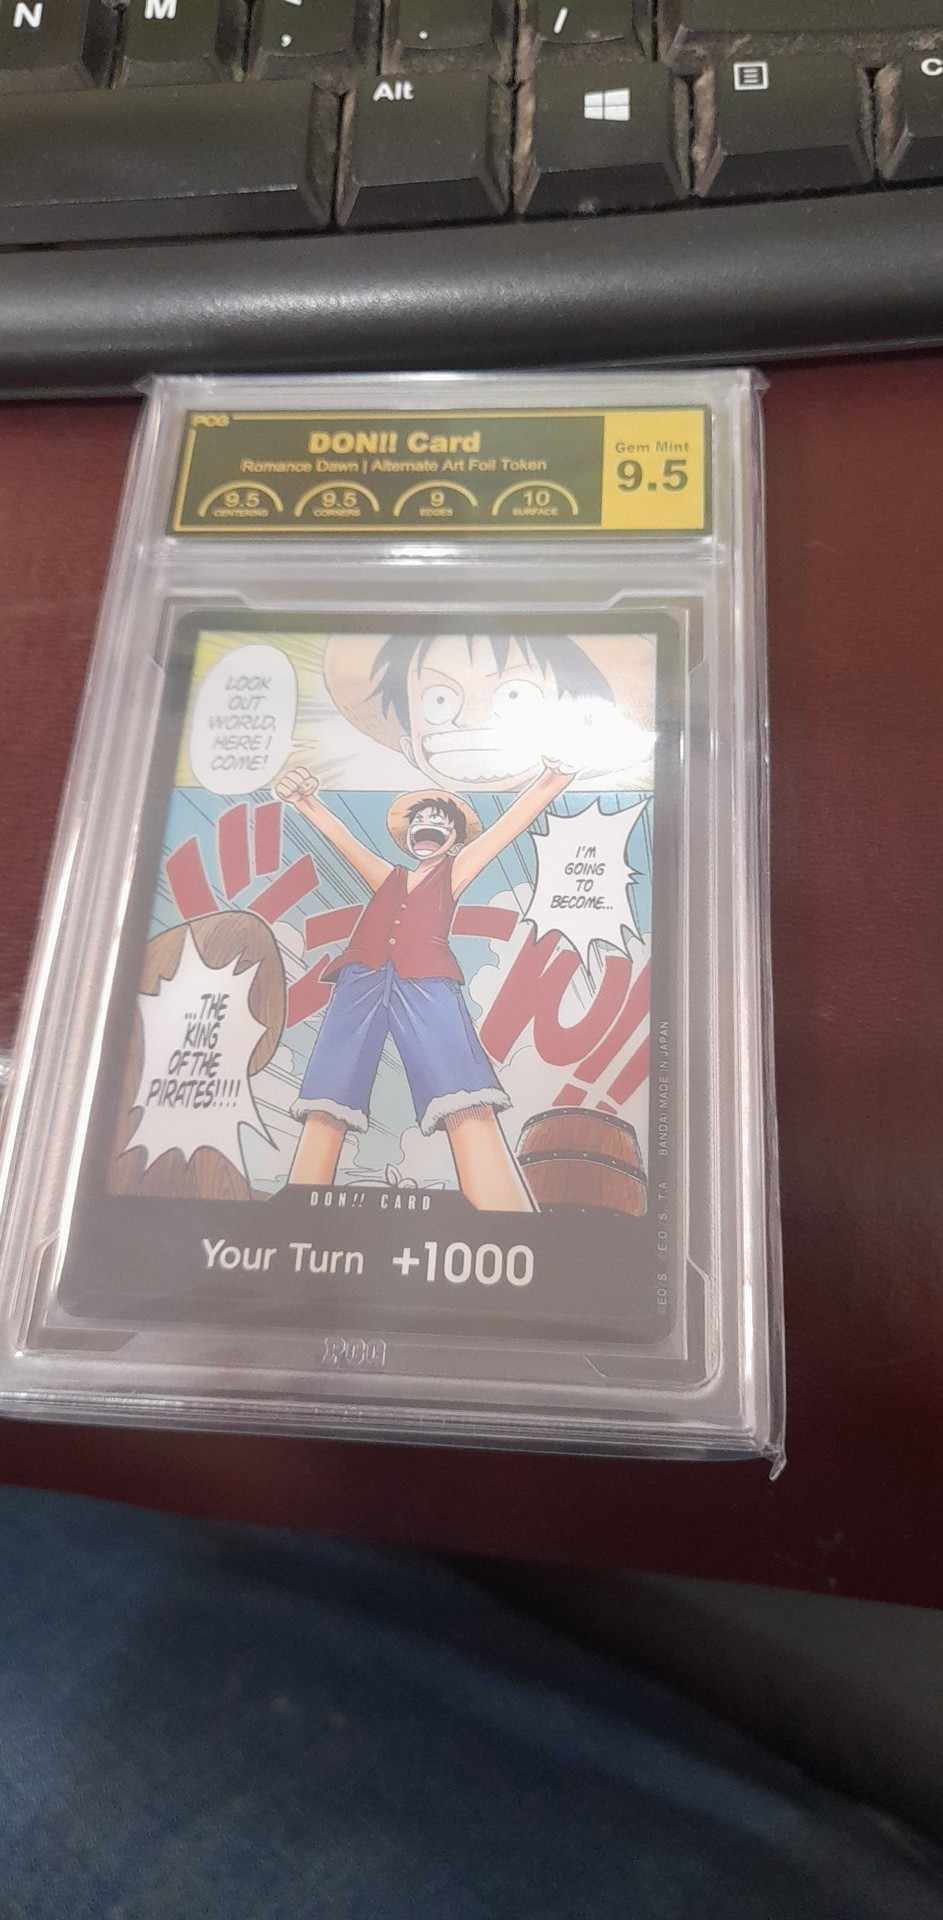 N M , . /
Alt C
PCG
DON!! Card
Romance Dawn | Alternate Art Foil Token
9.5 9.5 9 10
CENTERING CORNERS EDGES SURFACE
Gem Mint
9.5
LOOK
OUT
WORLD,
HERE I
COME!
I'M
GOING
TO
BECOME...
...THE
KING
OF THE
PIRATES!!!!
DON!! CARD
Your Turn +1000
©E.O/S. ©E.O/S., T.A BANDAI MADE IN JAPAN
PCG